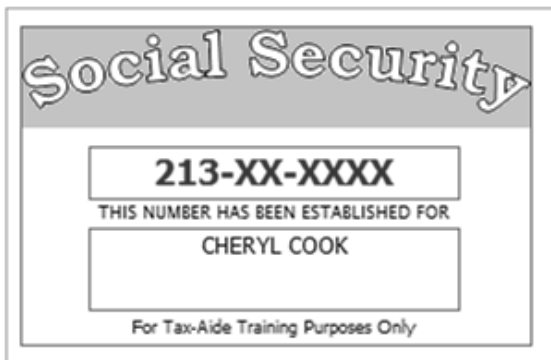 Social Security
213-XX-XXXX
THIS NUMBER HAS BEEN ESTABLISHED FOR
CHERYL COOK
For Tax-Aide Training Purposes Only